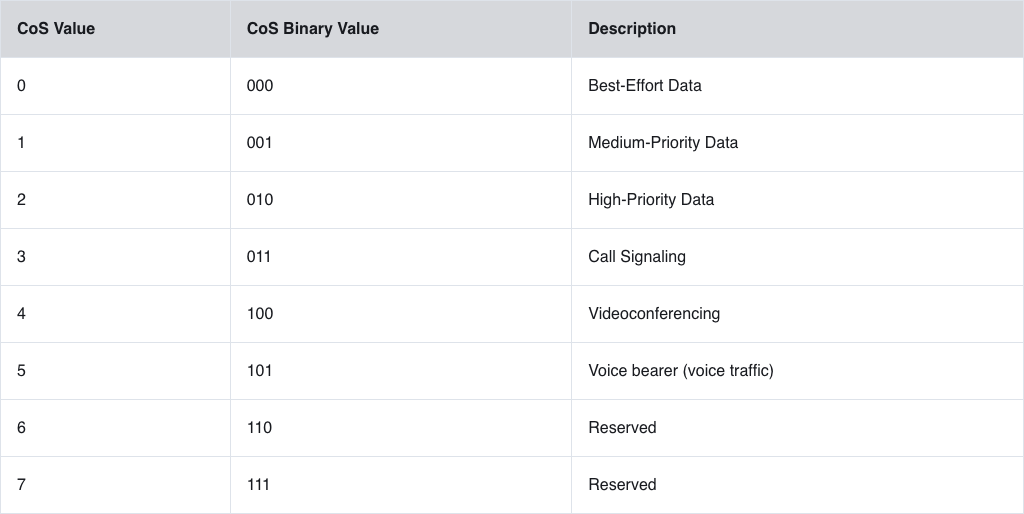 CoS Value CoS Binary Value Description
0 000 Best-Effort Data
1 001 Medium-Priority Data
2 010 High-Priority Data
3 011 Call Signaling
4 100 Videoconferencing
5 101 Voice bearer (voice traffic)
6 110 Reserved
7 111 Reserved